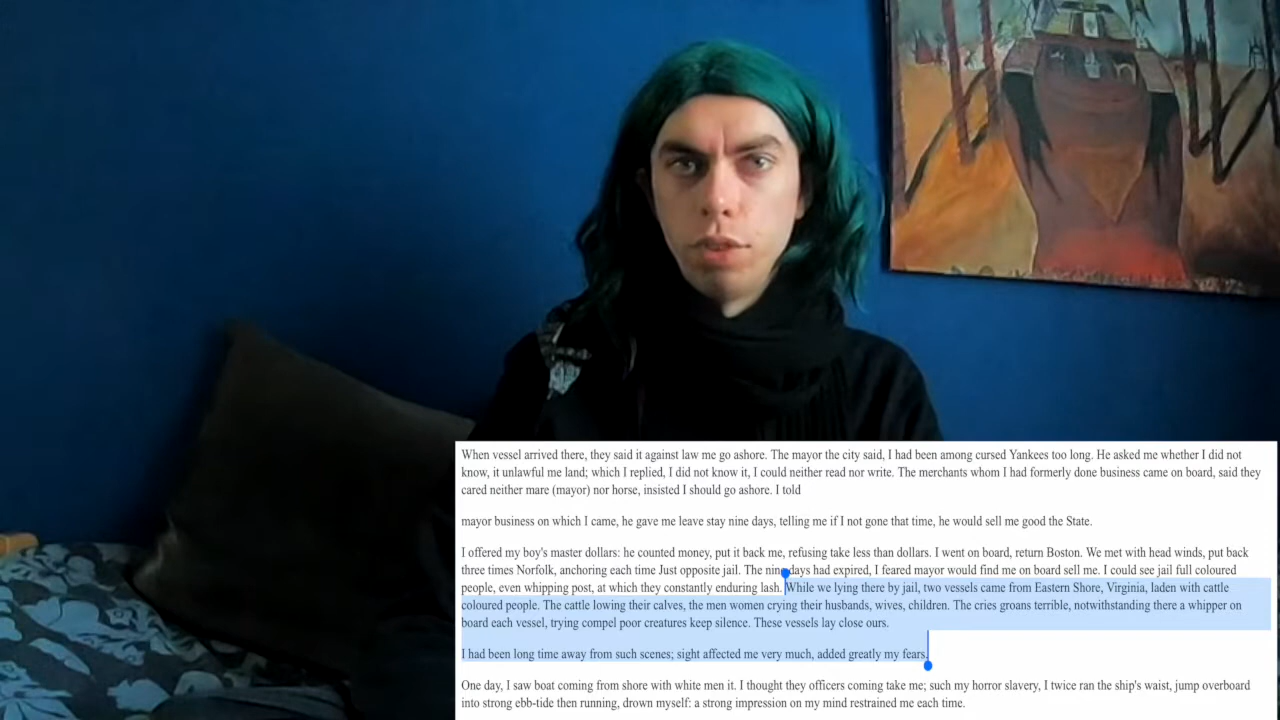 When vessel arrived there, they said it against law me go ashore. The mayor the city said, I had been among cursed Yankees too long. He asked me whether I did not
know, it unlawful me land; which I replied, I did not know it, I could neither read nor write. The merchants whom I had formerly done business came on board, said they
cared neither mare (mayor) nor horse, insisted I should go ashore. I told
mayor business on which I came, he gave me leave stay nine days, telling me if I not gone that time, he would sell me good the State.
I offered my boy's master dollars: he counted money, put it back me, refusing take less than dollars. I went on board, return Boston. We met with head winds, put back
three times Norfolk, anchoring each time Just opposite jail. The nine days had expired, I feared mayor would find me on board sell me. I could see jail full coloured
people, even whipping post, at which they constantly enduring lash. While we lying there by jail, two vessels came from Eastern Shore, Virginia, laden with cattle
coloured people. The cattle lowing their calves, the men women crying their husbands, wives, children. The cries groans terrible, notwithstanding there a whipper on
board each vessel, trying compel poor creatures keep silence. These vessels lay close ours.
I had been long time away from such scenes; sight affected me very much, added greatly my fears.
One day, I saw boat coming from shore with white men it. I thought they officers coming take me; such my horror slavery, I twice ran the ship's waist, jump overboard
into strong ebb-tide then running, drown myself: a strong impression on my mind restrained me each time.